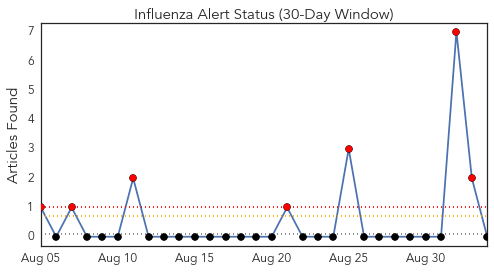 Influenza Alert Status (30-Day Window)
Articles Found
7
6
5
4
3
2
1
0
Aug 05 Aug 10 Aug 15 Aug 20 Aug 25 Aug 30